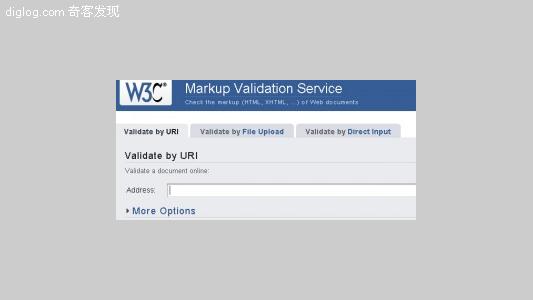 diglog.com 奇客发现
W3C®
Markup Validation Service
Check the markup (HTML, XHTML, ...) of Web documents
Validate by URI Validate by File Upload Validate by Direct Input
Validate by URI
Validate a document online:
Address:
More Options